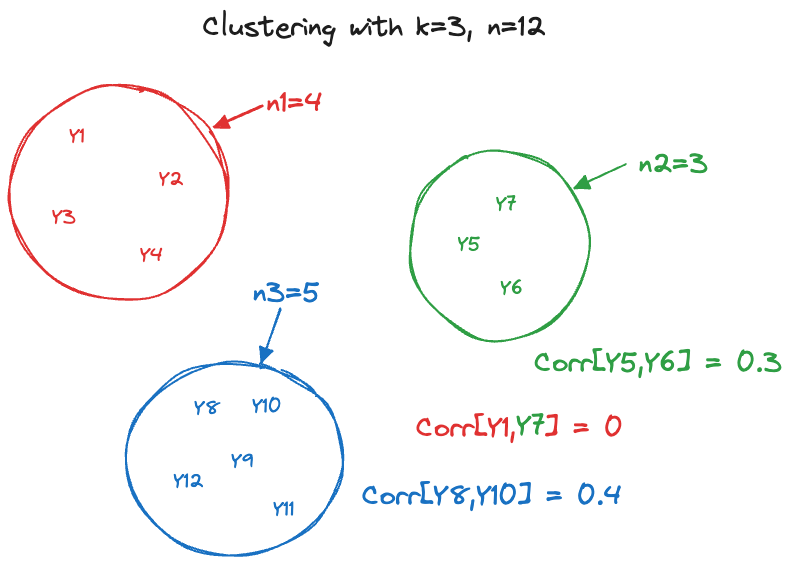 Clustering with k=3, n=12
n1=4
Y1
Y2
Y3
Y4
n2=3
Y7
Y5
Y6
n3=5
Y8
Y10
Y9
Y12
Y11
Corr[Y5,Y6] = 0.3
Corr[Y1,Y7] = 0
Corr[Y8,Y10] = 0.4